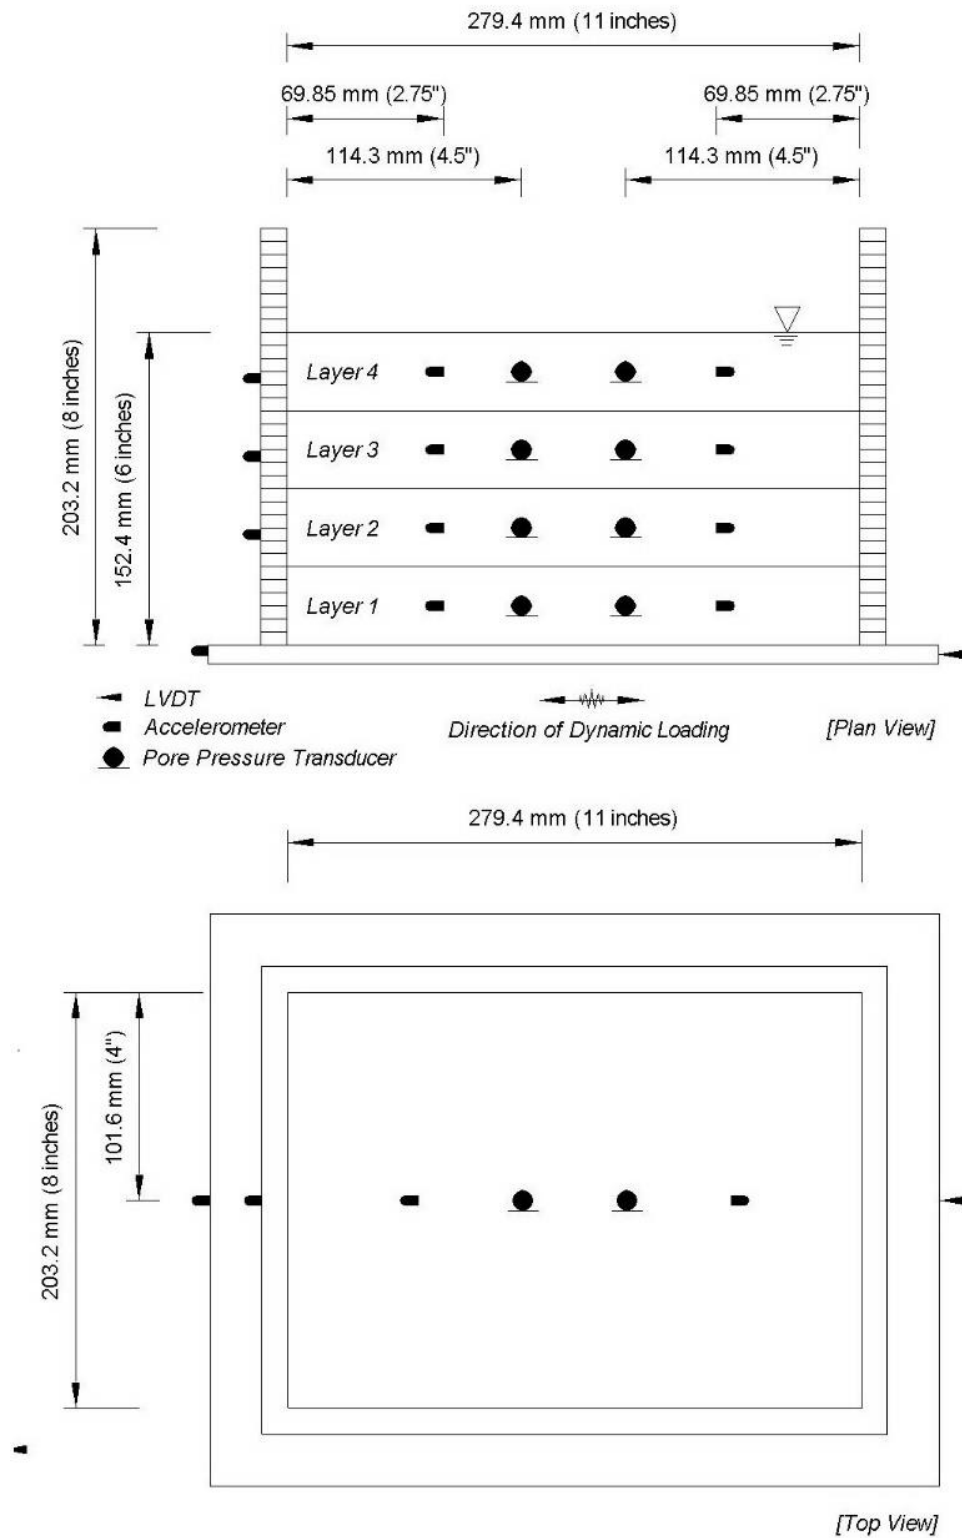 279.4 mm (11 inches)
69.85 mm (2.75")
69.85 mm (2.75")
114.3 mm (4.5")
114.3 mm (4.5")
203.2 mm (8 inches)
152.4 mm (6 inches)
Layer 4
Layer 3
Layer 2
Layer 1
LVDT
Accelerometer
Pore Pressure Transducer
Direction of Dynamic Loading
[Plan View]
279.4 mm (11 inches)
203.2 mm (8 inches)
101.6 mm (4")
[Top View]